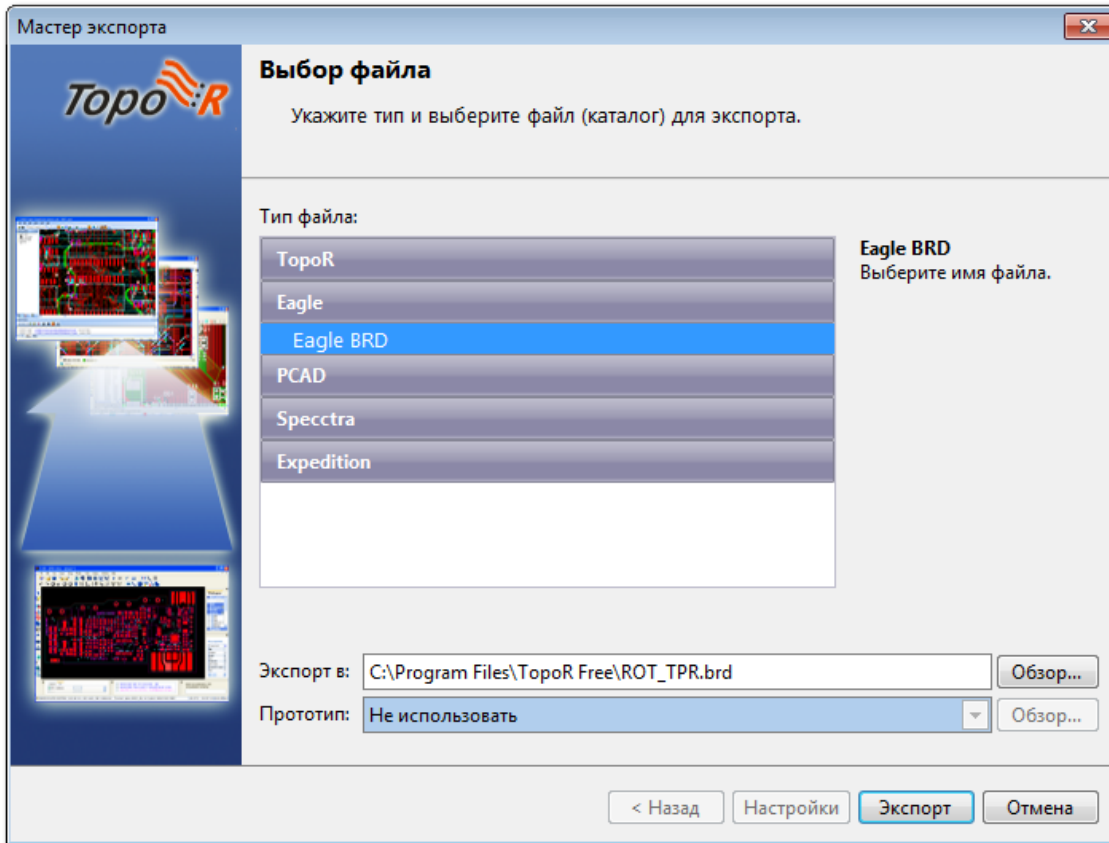 Мастер экспорта
TopoR
Выбор файла
Укажите тип и выберите файл (каталог) для экспорта.
Тип файла:
TopoR
Eagle
Eagle BRD
PCAD
Specctra
Expedition
Eagle BRD
Выберите имя файла.
Экспорт в: C:\Program Files\TopoR Free\ROT_TPR.brd Обзор...
Прототип: Не использовать Обзор...
< Назад Настройки Экспорт Отмена